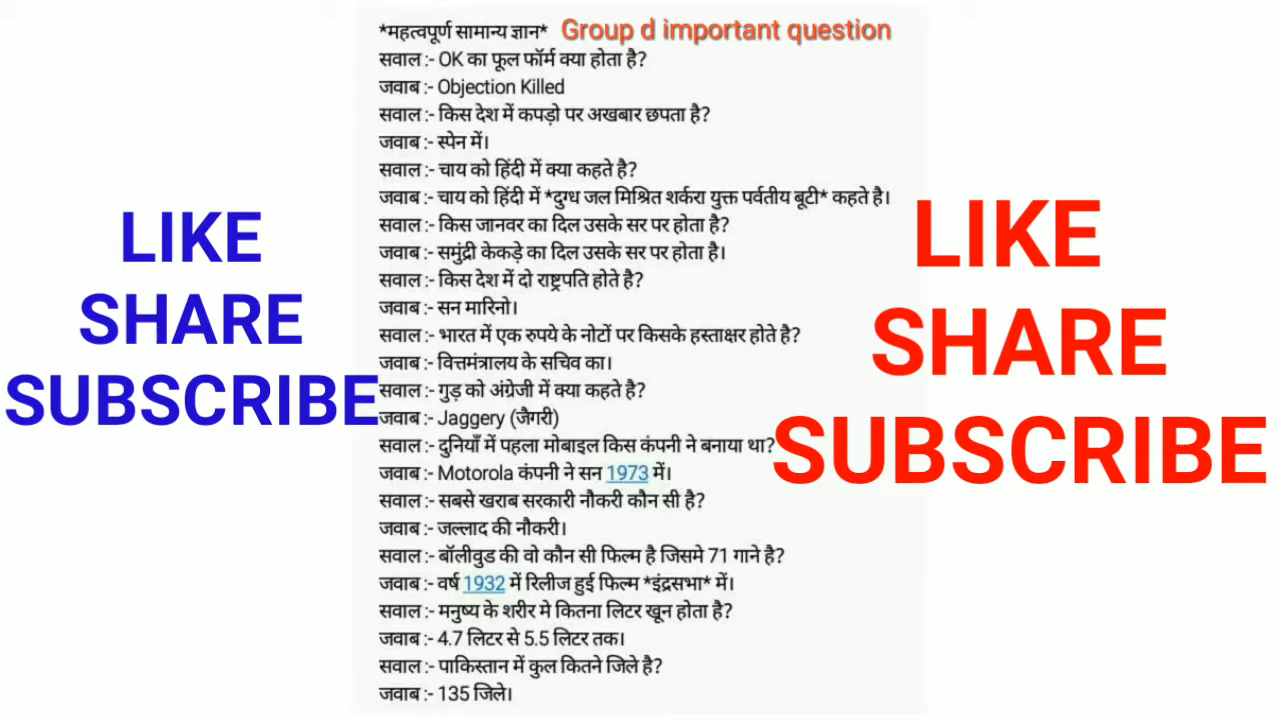 *महत्वपूर्ण सामान्य ज्ञान* Group d important question
सवाल :- OK का फूल फॉर्म क्या होता है?
जवाब :- Objection Killed
सवाल :- किस देश में कपड़ो पर अखबार छपता है?
जवाब :- स्पेन में।
सवाल :- चाय को हिंदी में क्या कहते है?
जवाब :- चाय को हिंदी में *दुग्ध जल मिश्रित शर्करा युक्त पर्वतीय बूटी* कहते है।
सवाल :- किस जानवर का दिल उसके सर पर होता है?
जवाब :- समुंद्री केकड़े का दिल उसके सर पर होता है।
सवाल :- किस देश में दो राष्ट्रपति होते है?
जवाब :- सन मारिनो।
सवाल :- भारत में एक रुपये के नोटों पर किसके हस्ताक्षर होते है?
जवाब :- वित्तमंत्रालय के सचिव का।
सवाल :- गुड़ को अंग्रेजी में क्या कहते है?
जवाब :- Jaggery (जैगरी)
सवाल :- दुनियाँ में पहला मोबाइल किस कंपनी ने बनाया था?
जवाब :- Motorola कंपनी ने सन 1973 में।
सवाल :- सबसे खराब सरकारी नौकरी कौन सी है?
जवाब :- जल्लाद की नौकरी।
सवाल :- बॉलीवुड की वो कौन सी फिल्म है जिसमे 71 गाने है?
जवाब :- वर्ष 1932 में रिलीज हुई फिल्म *इंद्रसभा* में।
सवाल :- मनुष्य के शरीर मे कितना लिटर खून होता है?
जवाब :- 4.7 लिटर से 5.5 लिटर तक।
सवाल :- पाकिस्तान में कुल कितने जिले है?
जवाब :- 135 जिले।
LIKE
SHARE
SUBSCRIBE
LIKE
SHARE
SUBSCRIBE